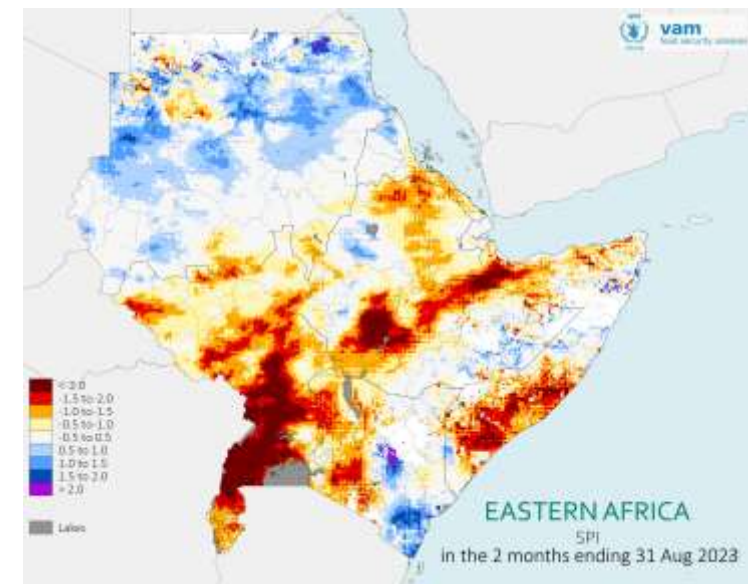 vam
food security analysis
< -2.0
-1.5 to -2.0
-1.0 to -1.5
-0.5 to -1.0
-0.5 to 0.5
0.5 to 1.0
1.0 to 1.5
1.5 to 2.0
> 2.0
Lakes
EASTERN AFRICA
SPI
in the 2 months ending 31 Aug 2023